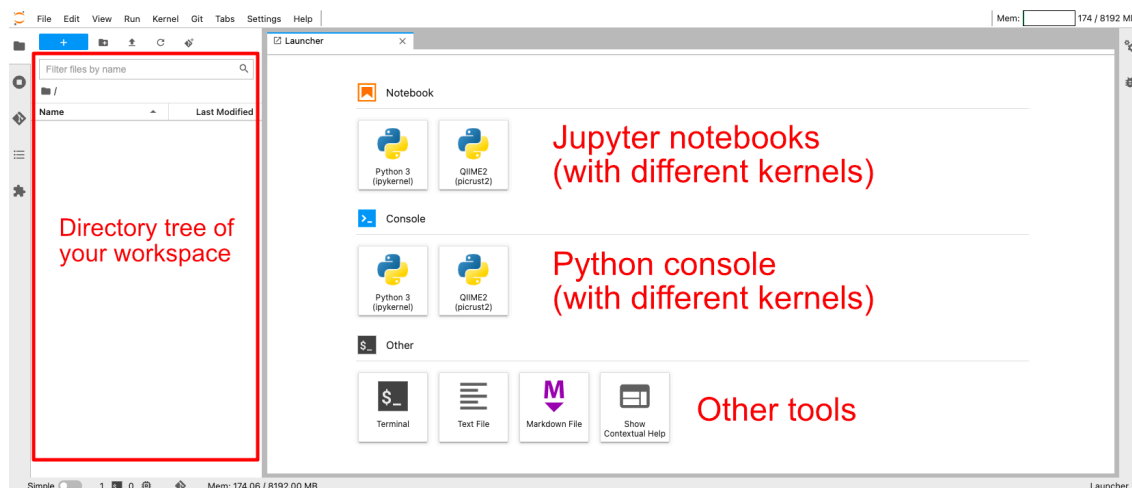 File Edit View Run Kernel Git Tabs Settings Help
Mem: 174 / 8192 MB
+
Launcher ×
Filter files by name
/
Name Last Modified
Directory tree of
your workspace
Notebook
Python 3
(ipykernel)
QIIME2
(picrust2)
Jupyter notebooks
(with different kernels)
>_ Console
Python 3
(ipykernel)
QIIME2
(picrust2)
Python console
(with different kernels)
$_ Other
$_
Terminal
Text File
M
Markdown File
Show
Contextual Help
Other tools
Simple 1 $_ 0 Mem: 174.06 / 8192.00 MB Launcher